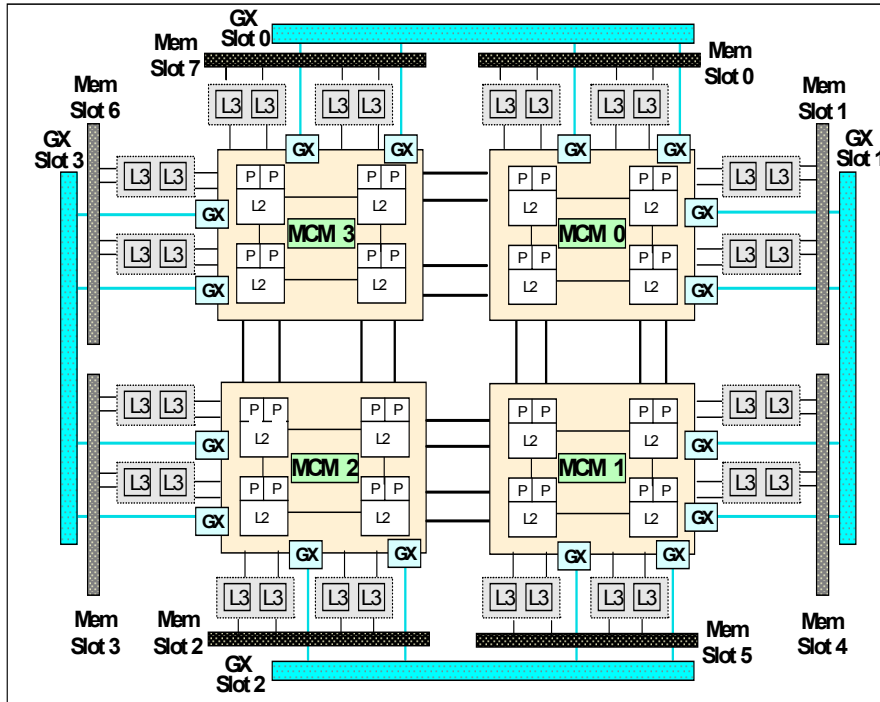 GX
Slot 0
Mem
Slot 7
Mem
Slot 0
Mem
Slot 6
Mem
Slot 1
GX
Slot 3
GX
Slot 1
L3 L3 L3 L3 L3 L3 L3 L3
GX GX GX GX
L3 L3 P P P P P P P P L3 L3
L2 L2 L2 L2
GX GX
MCM 3 MCM 0
L3 L3 P P P P P P P P L3 L3
L2 L2 L2 L2
GX GX
L3 L3 P P P P P P P P L3 L3
L2 L2 L2 L2
GX GX
MCM 2 MCM 1
L3 L3 P P P P P P P P L3 L3
L2 L2 L2 L2
GX GX
GX GX GX GX
L3 L3 L3 L3 L3 L3 L3 L3
Mem
Slot 3
Mem
Slot 2
Mem
Slot 5
Mem
Slot 4
GX
Slot 2